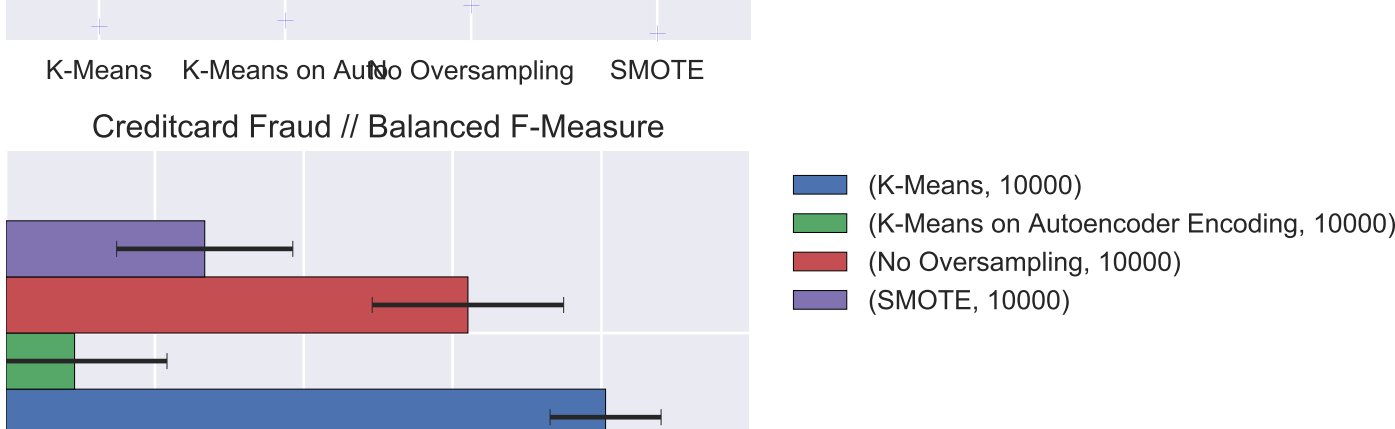 K-Means K-Means on Auto No Oversampling SMOTE
Creditcard Fraud // Balanced F-Measure
(K-Means, 10000)
(K-Means on Autoencoder Encoding, 10000)
(No Oversampling, 10000)
(SMOTE, 10000)